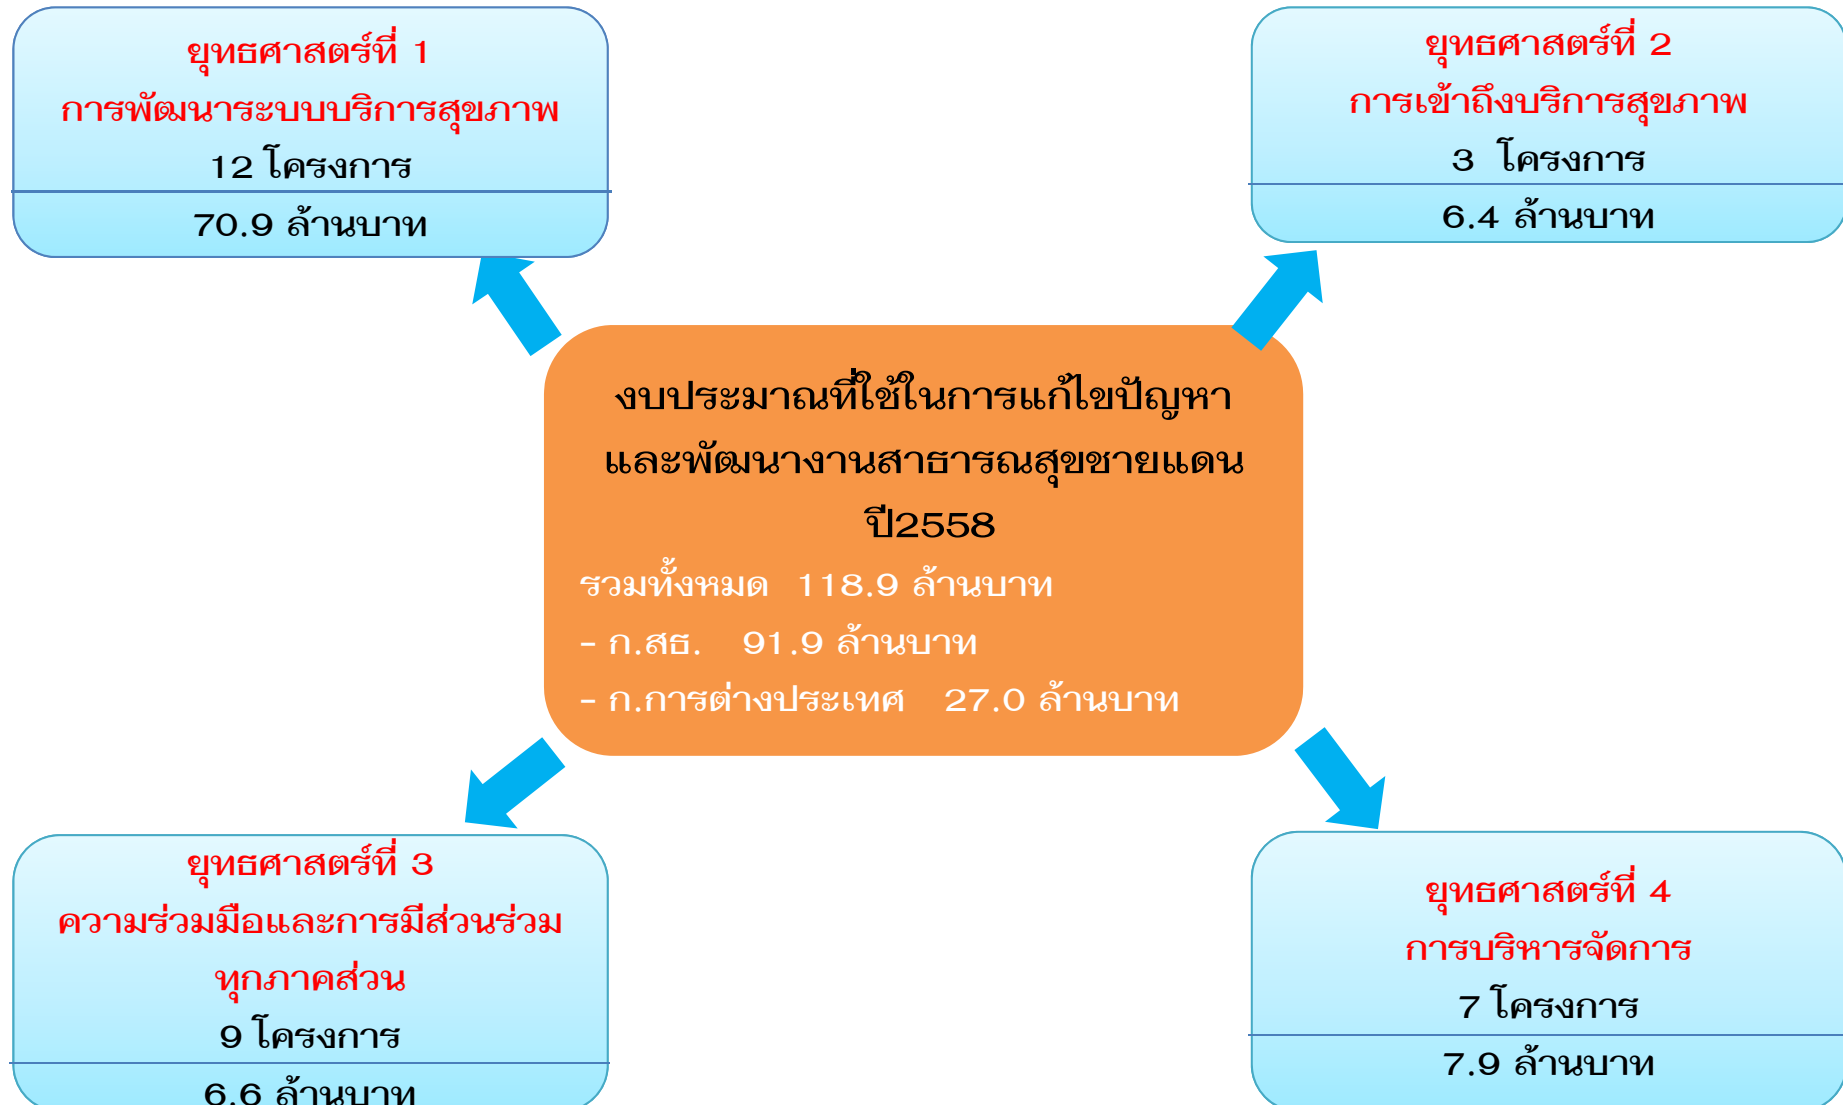 ยุทธศาสตร์ที่ 1
การพัฒนาระบบบริการสุขภาพ
12 โครงการ
70.9 ล้านบาท
ยุทธศาสตร์ที่ 2
การเข้าถึงบริการสุขภาพ
3 โครงการ
6.4 ล้านบาท
งบประมาณที่ใช้ในการแก้ไขปัญหา
และพัฒนางานสาธารณสุขชายแดน
ปี2558
รวมทั้งหมด 118.9 ล้านบาท
- ก.สธ. 91.9 ล้านบาท
- ก.การต่างประเทศ 27.0 ล้านบาท
ยุทธศาสตร์ที่ 3
ความร่วมมือและการมีส่วนร่วม
ทุกภาคส่วน
9 โครงการ
6.6 ล้านบาท
ยุทธศาสตร์ที่ 4
การบริหารจัดการ
7 โครงการ
7.9 ล้านบาท